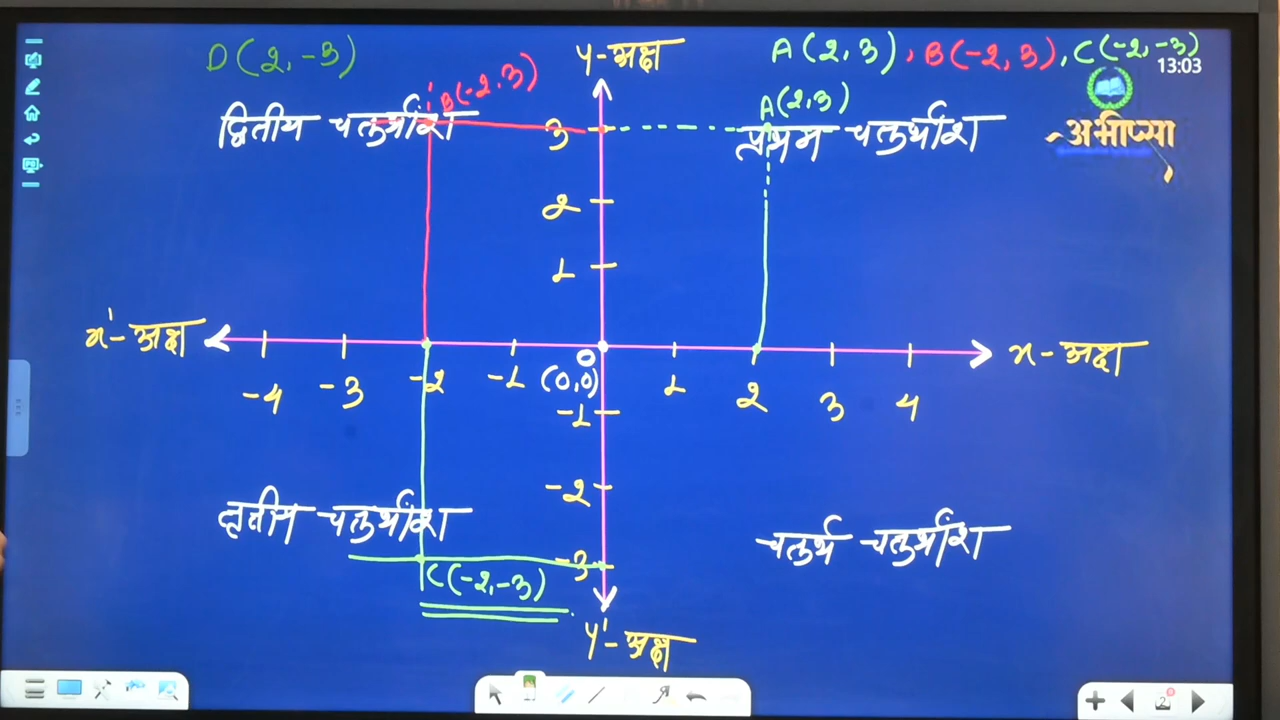 D(2,-3) y-अक्ष A(2,3), B(-2,3), C(-2,-3)
13:03
B(-2,3) A(2,3)
द्वितीय चतुर्थांश 3 प्रथम चतुर्थांश अभीप्सा
2
1
x'-अक्ष 0 x-अक्ष
-4 -3 -2 -1 (0,0) 1 2 3 4
-1
-2
तृतीय चतुर्थांश चतुर्थ चतुर्थांश
-3
C(-2,-3)
y'-अक्ष
2